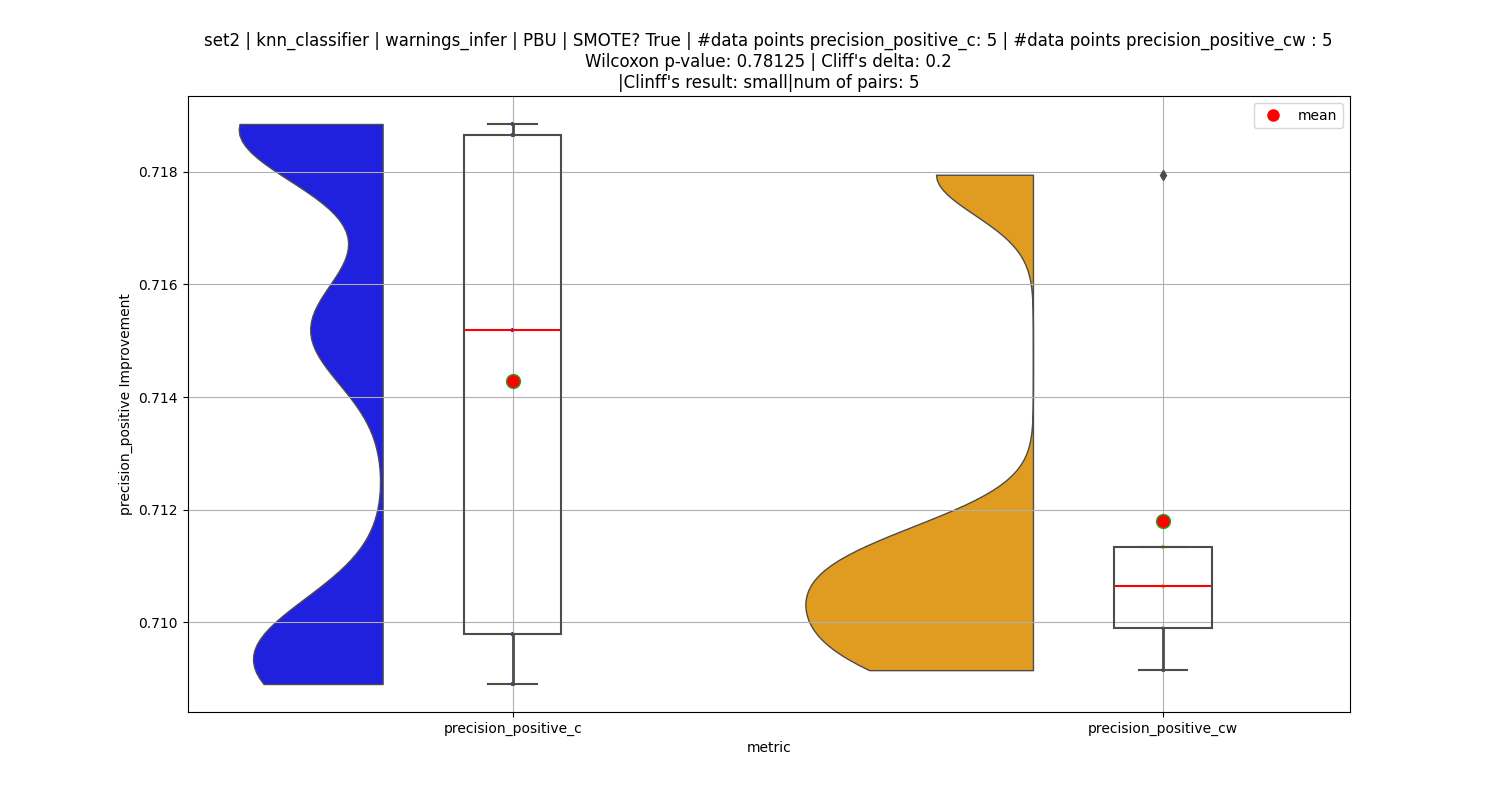 set2 | knn_classifier | warnings_infer | PBU | SMOTE? True | #data points precision_positive_c: 5 | #data points precision_positive_cw : 5
Wilcoxon p-value: 0.78125 | Cliff's delta: 0.2
|Clinff's result: small|num of pairs: 5
mean
0.718
0.716
0.714
0.712
0.710
precision_positive Improvement
precision_positive_c
precision_positive_cw
metric